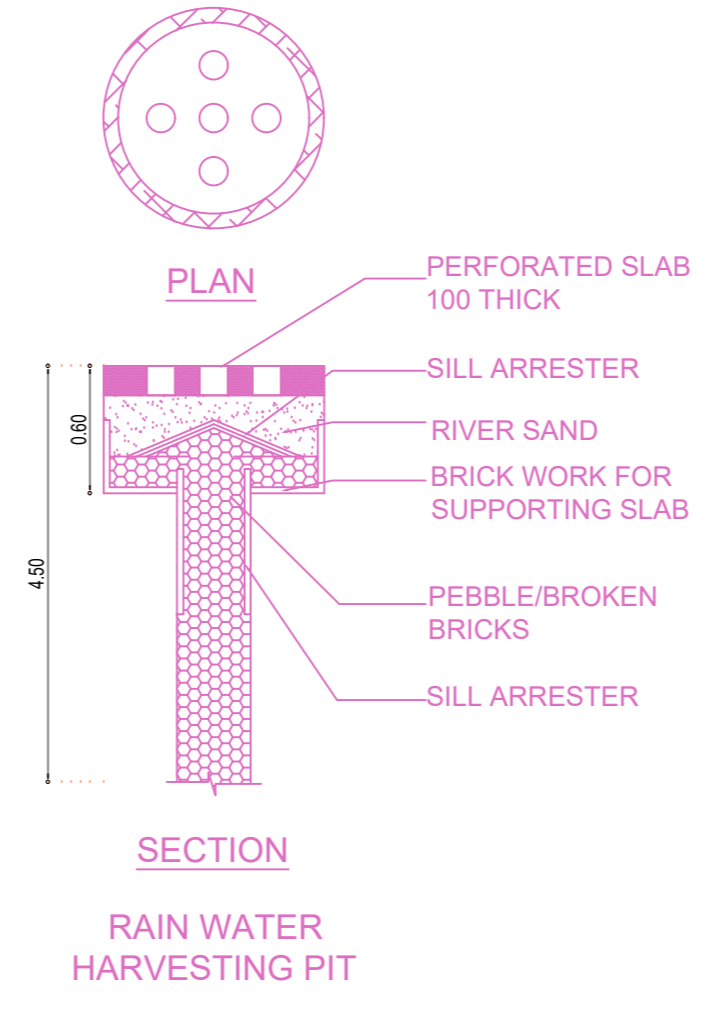 PLAN
PERFORATED SLAB
100 THICK
SILL ARRESTER
RIVER SAND
BRICK WORK FOR
SUPPORTING SLAB
PEBBLE/BROKEN
BRICKS
SILL ARRESTER
0.60
4.50
SECTION
RAIN WATER
HARVESTING PIT